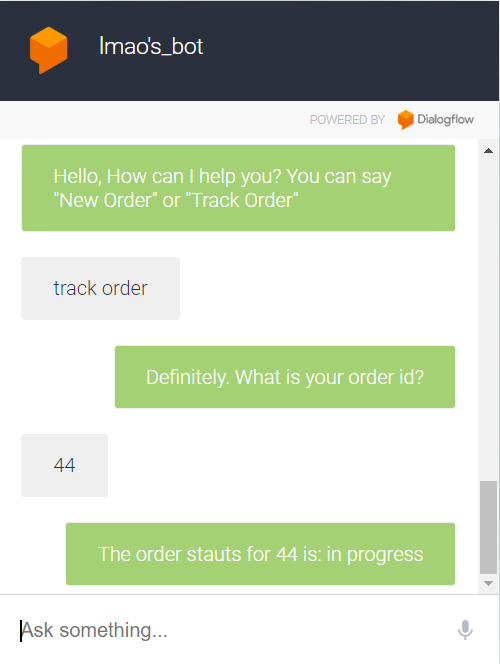 lmao's_bot
POWERED BY Dialogflow
Hello, How can I help you? You can say
"New Order" or "Track Order"
track order
Definitely. What is your order id?
44
The order stauts for 44 is: in progress
Ask something...